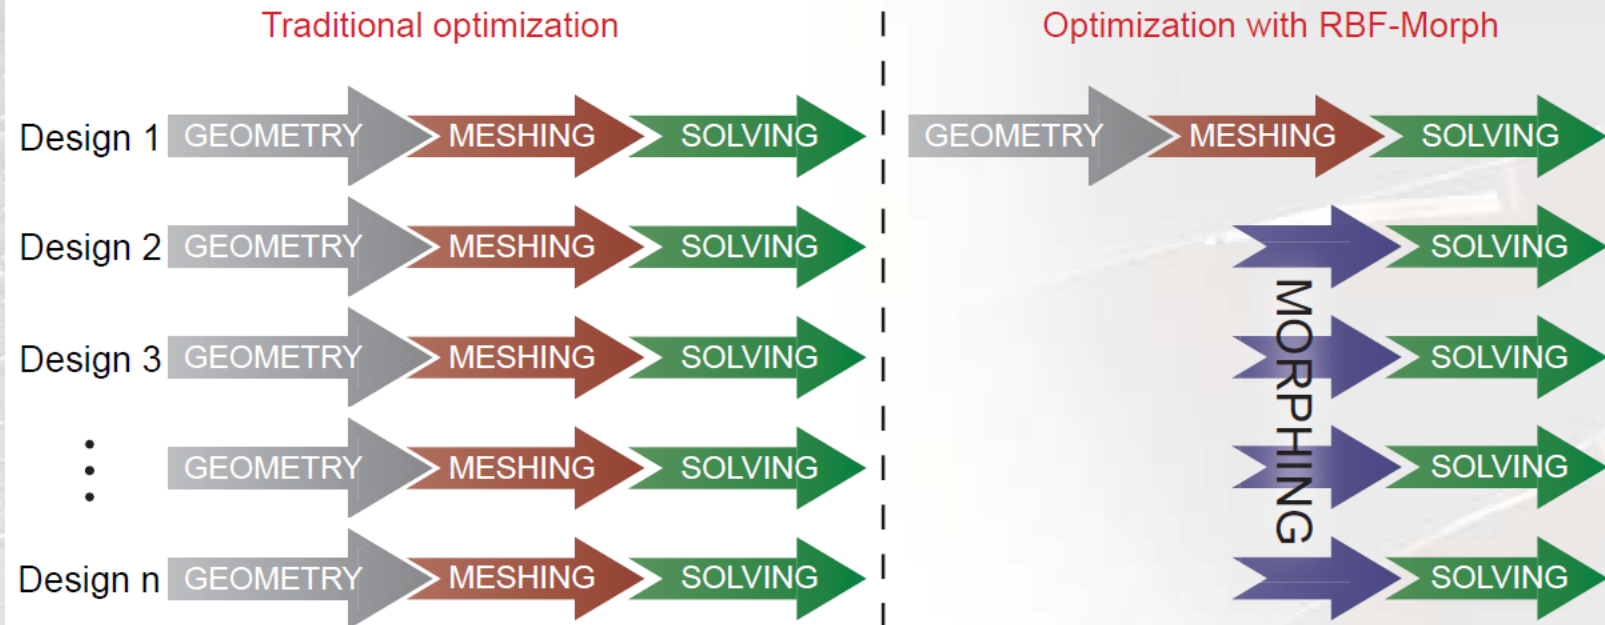 Traditional optimization
Optimization with RBF-Morph
Design 1 GEOMETRY MESHING SOLVING GEOMETRY MESHING SOLVING
Design 2 GEOMETRY MESHING SOLVING SOLVING
Design 3 GEOMETRY MESHING SOLVING SOLVING
GEOMETRY MESHING SOLVING SOLVING
Design n GEOMETRY MESHING SOLVING SOLVING
MORPHING